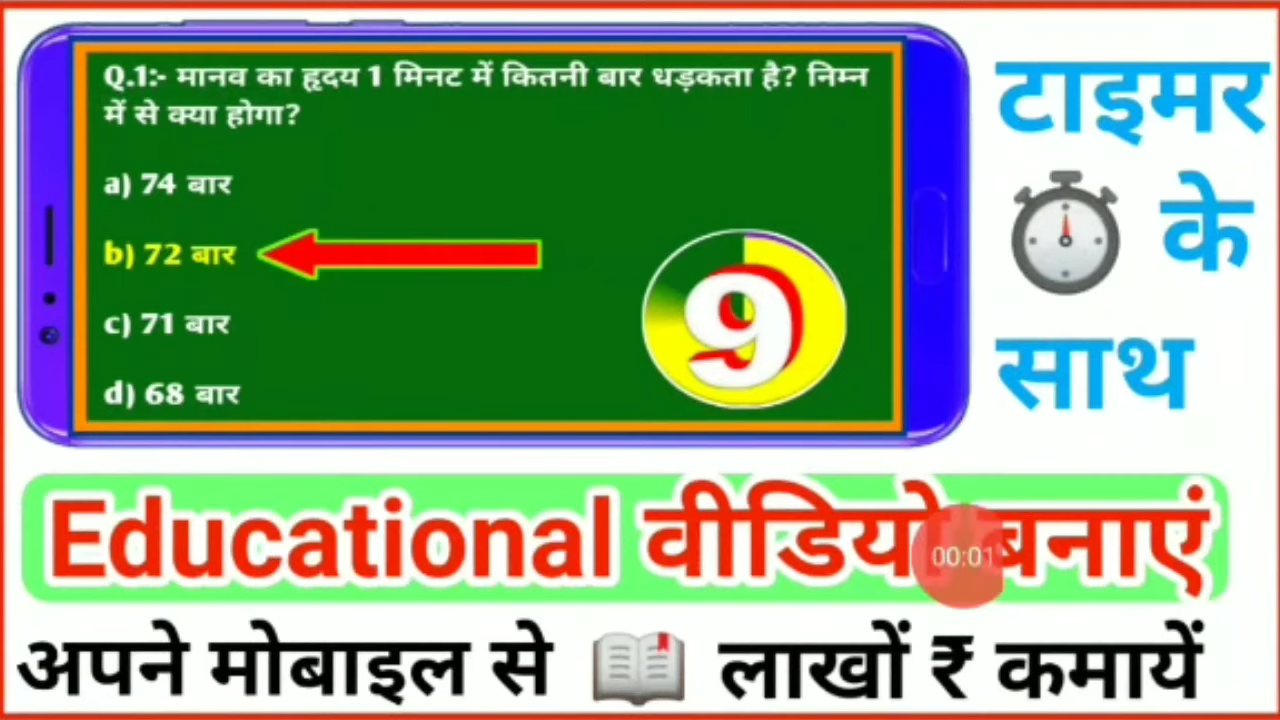 Q.1:- मानव का हृदय 1 मिनट में कितनी बार धड़कता है? निम्न
में से क्या होगा?
a) 74 बार
b) 72 बार
c) 71 बार
d) 68 बार
9
टाइमर
के
साथ
Educational वीडियो बनाएं
00:01
अपने मोबाइल से लाखों ₹ कमायें